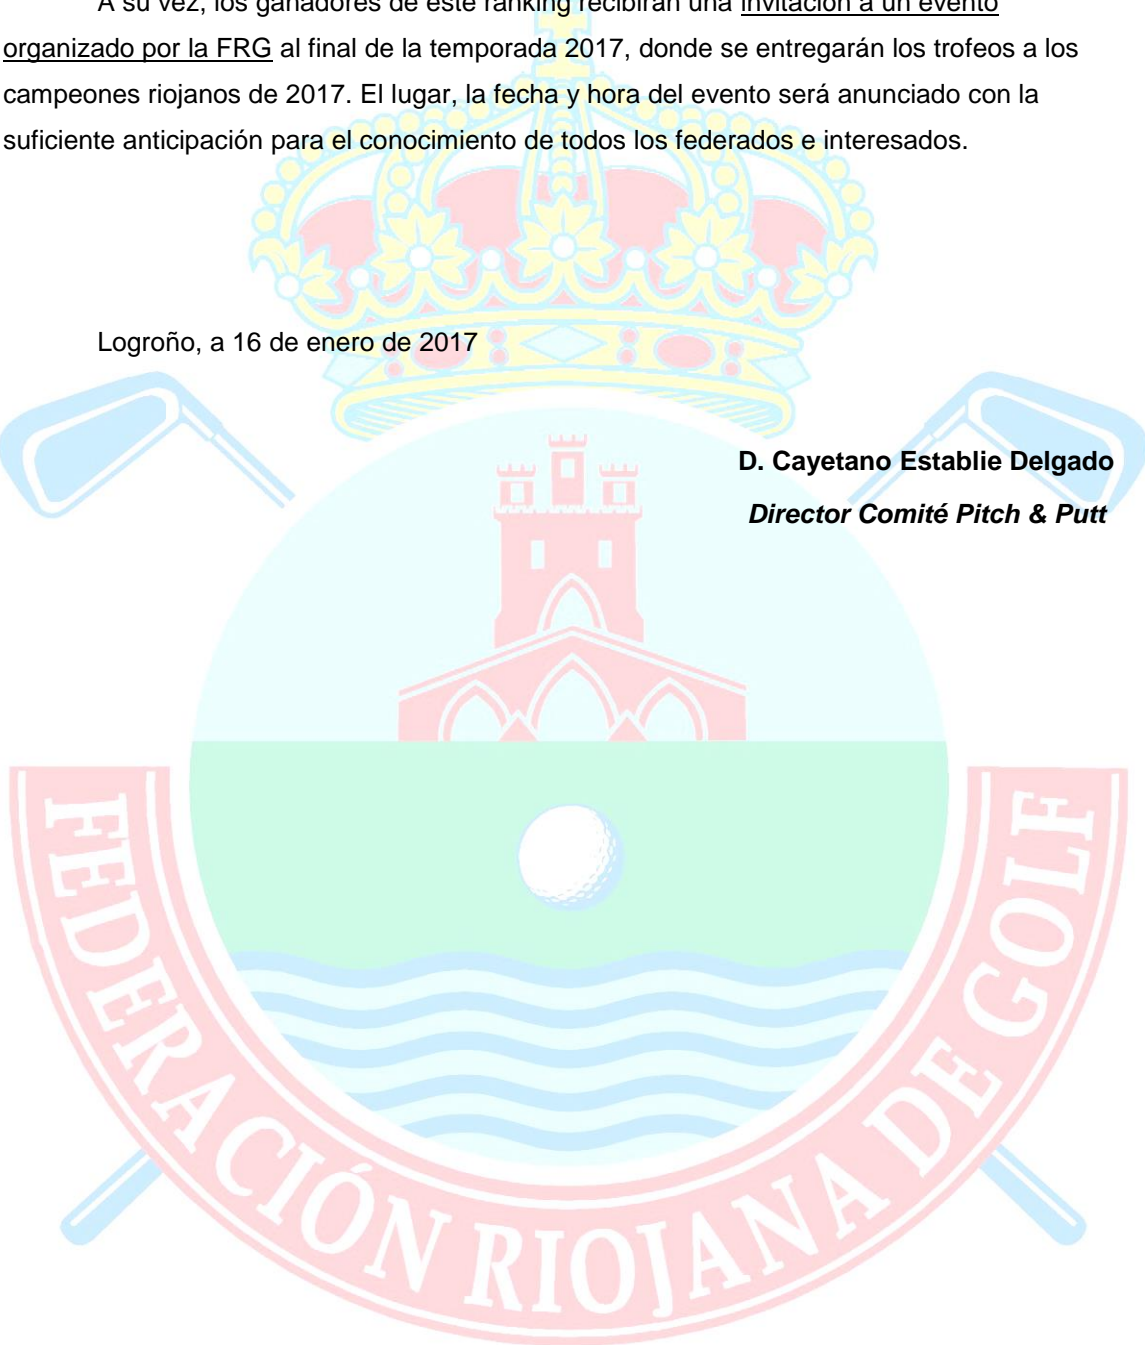 A su vez, los ganadores de este ranking recibirán una invitación a un evento
organizado por la FRG al final de la temporada 2017, donde se entregarán los trofeos a los
campeones riojanos de 2017. El lugar, la fecha y hora del evento será anunciado con la
suficiente anticipación para el conocimiento de todos los federados e interesados.
Logroño, a 16 de enero de 2017
D. Cayetano Establie Delgado
Director Comité Pitch & Putt
FEDERACIÓN RIOJANA DE GOLF